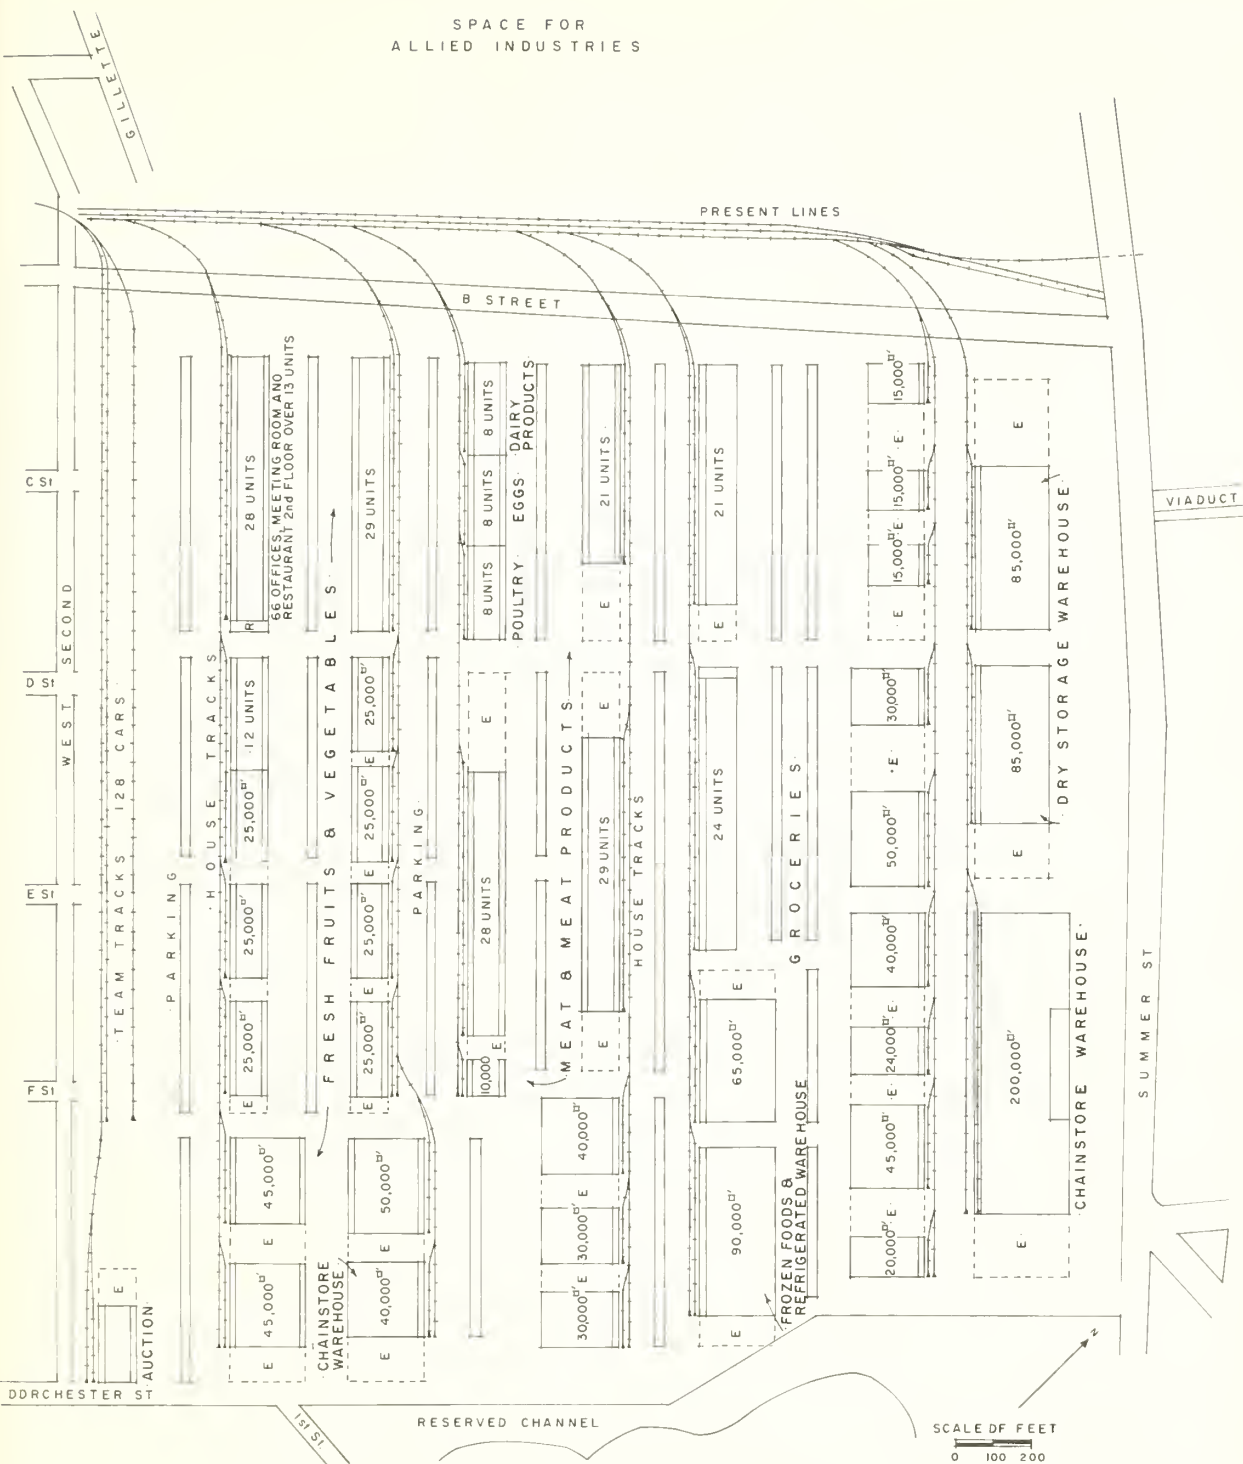 SPACE FOR
ALLIED INDUSTRIES
GILLETTE
PRESENT LINES
B STREET
C St
D St
E St
F St
WEST SECOND
TEAM TRACKS 128 CARS
PARKING
HOUSE TRACKS
28 UNITS
R
66 OFFICES, MEETING ROOM AND
RESTAURANT 2nd FLOOR OVER 13 UNITS
12 UNITS
25,000□'
25,000□'
25,000□'
E
45,000□'
E
45,000□'
E
FRESH FRUITS & VEGETABLES
29 UNITS
25,000□'
E
25,000□'
E
25,000□'
E
25,000□'
E
50,000□'
E
CHAINSTORE
WAREHOUSE
40,000□'
E
PARKING
8 UNITS
8 UNITS
8 UNITS
POULTRY EGGS DAIRY
PRODUCTS
E
28 UNITS
E
10,000
MEAT & MEAT PRODUCTS
21 UNITS
E
E
29 UNITS
E
40,000□'
E
30,000□'
E
30,000□'
HOUSE TRACKS
21 UNITS
E
24 UNITS
E
65,000□'
90,000□'
E
FROZEN FOODS &
REFRIGERATED WAREHOUSE
GROCERIES
15,000□'
E
15,000□'
E
15,000□'
E
30,000□'
E
50,000□'
40,000□'
E
24,000□'
E
45,000□'
E
20,000□'
E
85,000□'
85,000□'
E
DRY STORAGE WAREHOUSE
200,000□'
E
CHAINSTORE WAREHOUSE
VIADUCT
SUMMER ST
E
AUCTION
DORCHESTER ST
1st St.
RESERVED CHANNEL
N
SCALE OF FEET
0 100 200